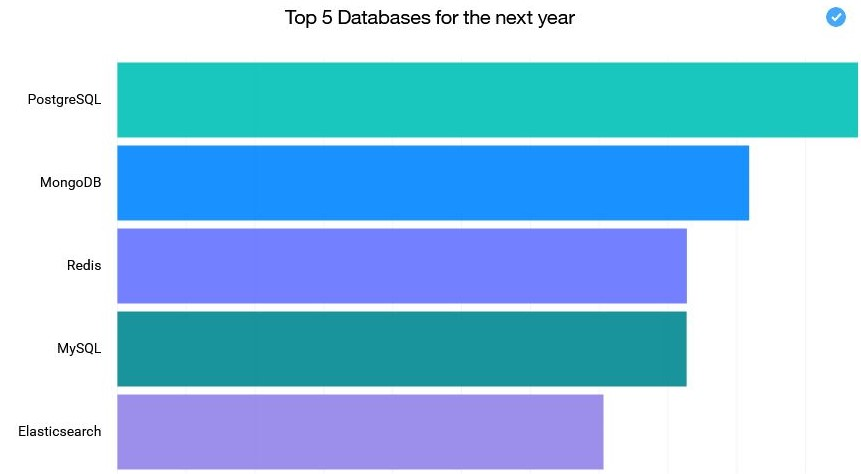 Top 5 Databases for the next year
PostgreSQL
MongoDB
Redis
MySQL
Elasticsearch